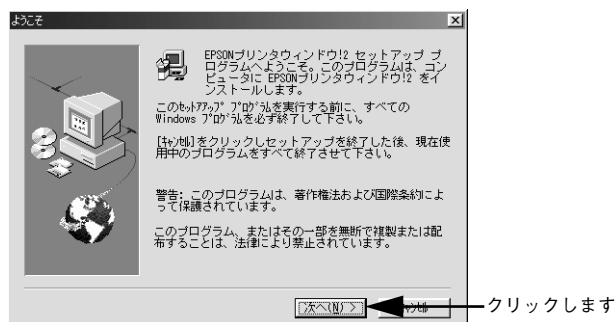 ようこそ
EPSONプリンタウィンドウ!2 セットアップ プ
ログラムへようこそ。このプログラムは、コン
ピュータに EPSONプリンタウィンドウ!2 をイ
ンストールします。
このｾｯﾄｱｯﾌﾟ ﾌﾟﾛｸﾞﾗﾑを実行する前に、すべての
Windows ﾌﾟﾛｸﾞﾗﾑを必ず終了して下さい。
[ｷｬﾝｾﾙ]をクリックしセットアップを終了した後、現在使
用中のプログラムをすべて終了させて下さい。
警告: このプログラムは、著作権法および国際条約によ
って保護されています。
このプログラム、またはその一部を無断で複製または配
布することは、法律により禁止されています。
次へ(N) >
クリックします